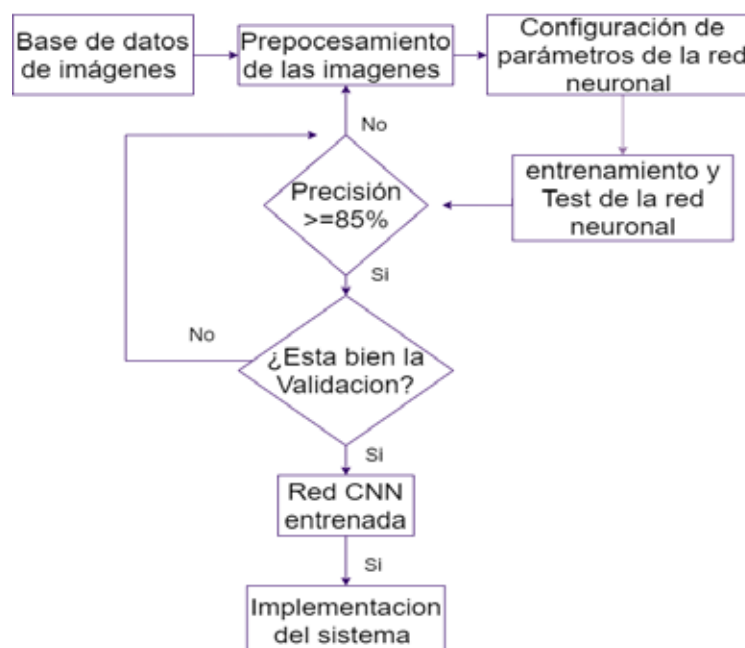 Base de datos
de imágenes
Prepocesamiento
de las imagenes
Configuración de
parámetros de la red
neuronal
entrenamiento y
Test de la red
neuronal
No
Precisión
>=85%
Si
No
¿Esta bien la
Validacion?
Si
Red CNN
entrenada
Si
Implementacion
del sistema